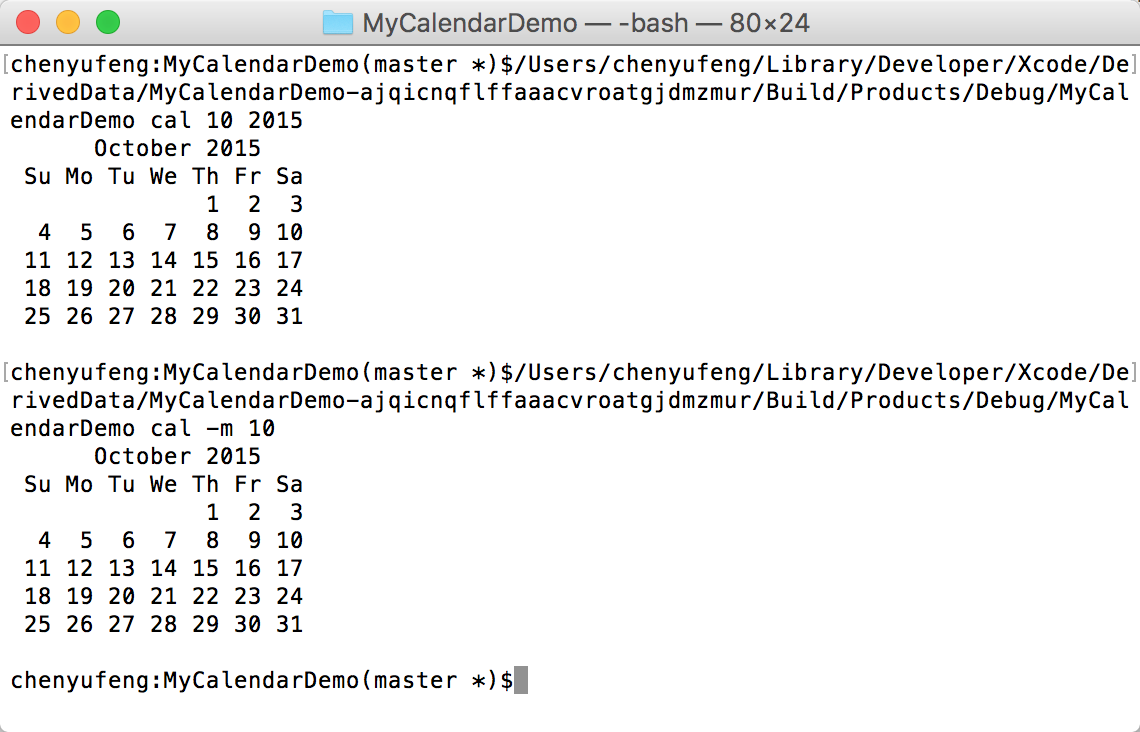 MyCalendarDemo — -bash — 80×24
[chenyufeng:MyCalendarDemo(master *)$/Users/chenyufeng/Library/Developer/Xcode/De]
rivedData/MyCalendarDemo-ajqicnqflffaaacvroatgjdmzmur/Build/Products/Debug/MyCal
endarDemo cal 10 2015
      October 2015
 Su Mo Tu We Th Fr Sa
              1  2  3
  4  5  6  7  8  9 10
 11 12 13 14 15 16 17
 18 19 20 21 22 23 24
 25 26 27 28 29 30 31
[chenyufeng:MyCalendarDemo(master *)$/Users/chenyufeng/Library/Developer/Xcode/De]
rivedData/MyCalendarDemo-ajqicnqflffaaacvroatgjdmzmur/Build/Products/Debug/MyCal
endarDemo cal -m 10
      October 2015
 Su Mo Tu We Th Fr Sa
              1  2  3
  4  5  6  7  8  9 10
 11 12 13 14 15 16 17
 18 19 20 21 22 23 24
 25 26 27 28 29 30 31
chenyufeng:MyCalendarDemo(master *)$